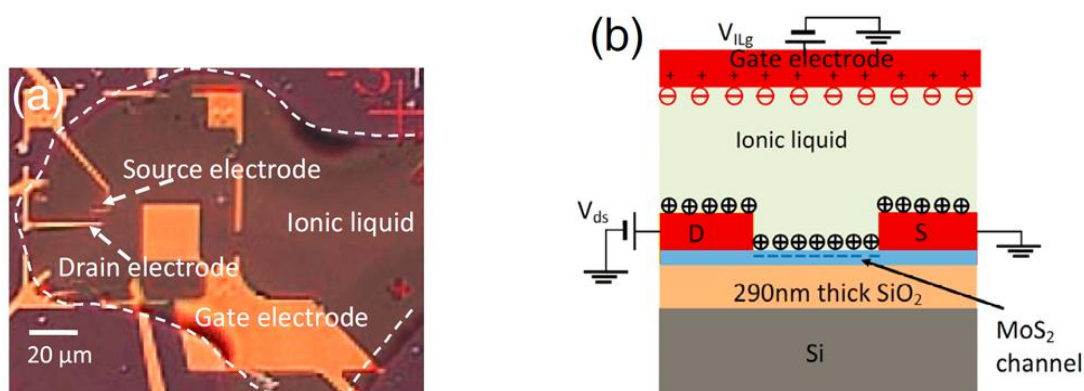 (a)
Source electrode
Ionic liquid
Drain electrode
Gate electrode
20 μm
(b)
V_ILg
Gate electrode
+ + + + + + + + + +
⊖ ⊖ ⊖ ⊖ ⊖ ⊖ ⊖ ⊖ ⊖ ⊖
Ionic liquid
⊕ ⊕ ⊕ ⊕ ⊕ ⊕ ⊕ ⊕ ⊕ ⊕
V_ds
D
⊕ ⊕ ⊕ ⊕ ⊕ ⊕ ⊕
S
290nm thick SiO₂
MoS₂
channel
Si